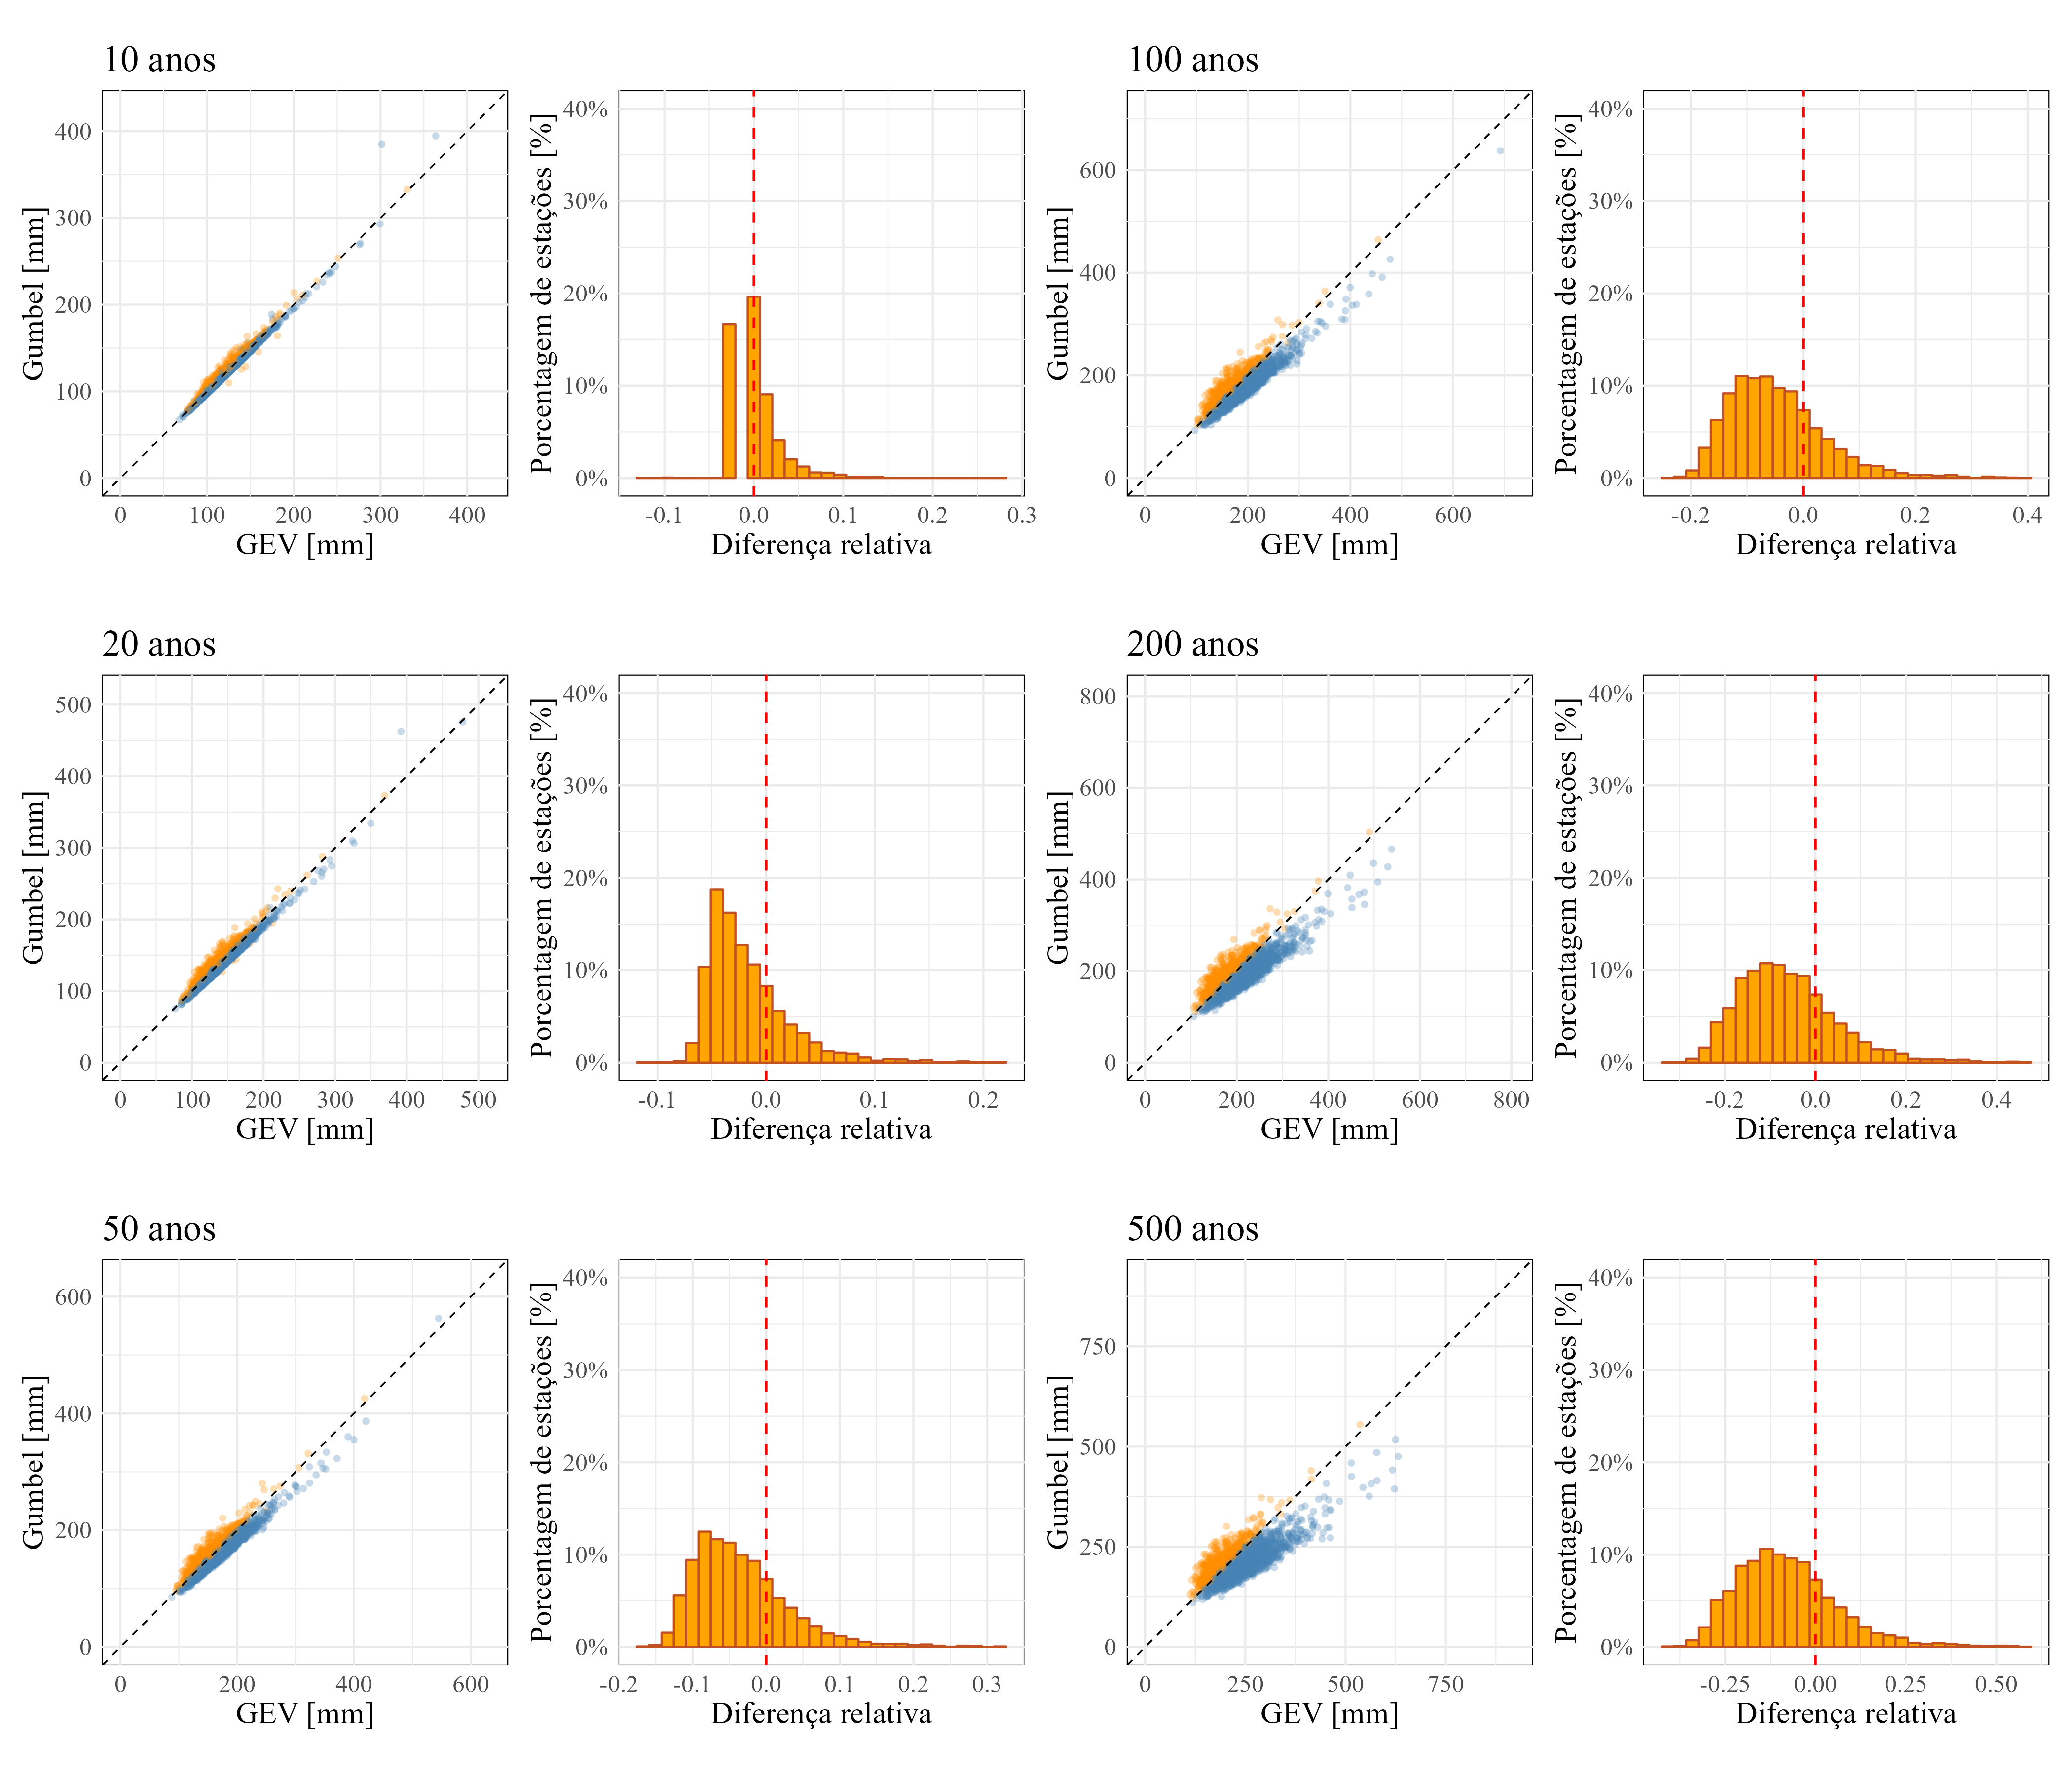 10 anos
Gumbel [mm]
400
300
200
100
0
0 100 200 300 400
GEV [mm]
Porcentagem de estações [%]
40%
30%
20%
10%
0%
-0.1 0.0 0.1 0.2 0.3
Diferença relativa
100 anos
Gumbel [mm]
600
400
200
0
0 200 400 600
GEV [mm]
Porcentagem de estações [%]
40%
30%
20%
10%
0%
-0.2 0.0 0.2 0.4
Diferença relativa
20 anos
Gumbel [mm]
500
400
300
200
100
0
0 100 200 300 400 500
GEV [mm]
Porcentagem de estações [%]
40%
30%
20%
10%
0%
-0.1 0.0 0.1 0.2
Diferença relativa
200 anos
Gumbel [mm]
800
600
400
200
0
0 200 400 600 800
GEV [mm]
Porcentagem de estações [%]
40%
30%
20%
10%
0%
-0.2 0.0 0.2 0.4
Diferença relativa
50 anos
Gumbel [mm]
600
400
200
0
0 200 400 600
GEV [mm]
Porcentagem de estações [%]
40%
30%
20%
10%
0%
-0.2 -0.1 0.0 0.1 0.2 0.3
Diferença relativa
500 anos
Gumbel [mm]
750
500
250
0
0 250 500 750
GEV [mm]
Porcentagem de estações [%]
40%
30%
20%
10%
0%
-0.25 0.00 0.25 0.50
Diferença relativa